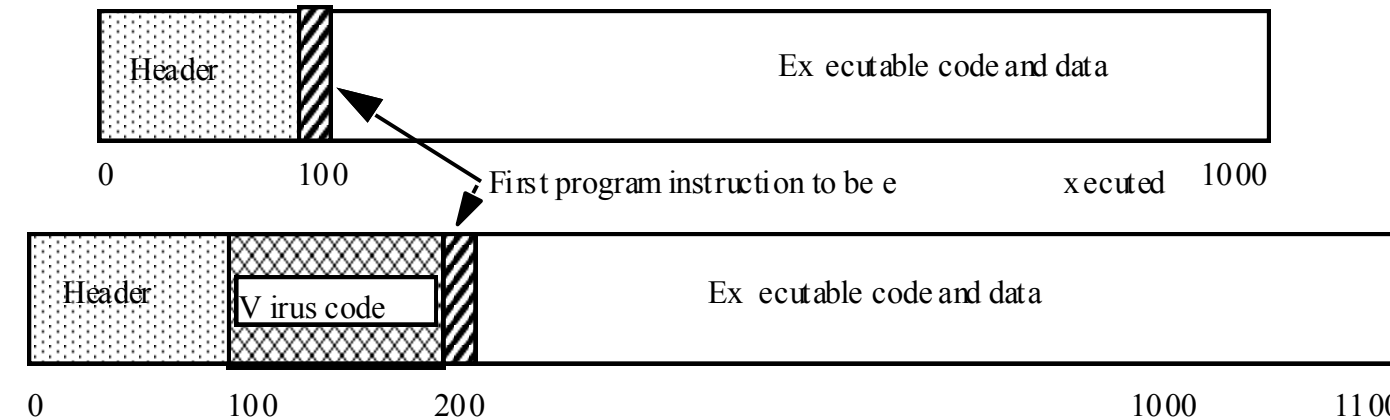 Header Ex ecutable code and data
0 100 1000
First program instruction to be e x ecuted
Header V irus code Ex ecutable code and data
0 100 200 1000 1100